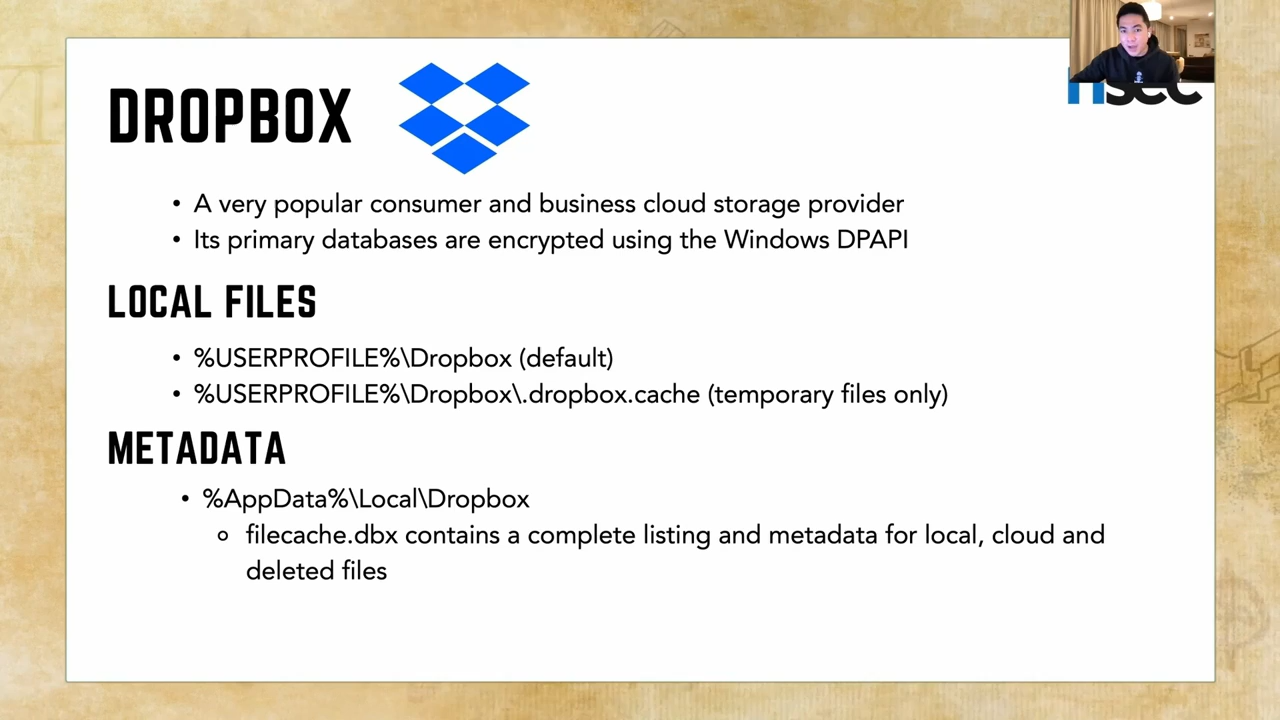 DROPBOX
nsec
• A very popular consumer and business cloud storage provider
• Its primary databases are encrypted using the Windows DPAPI
LOCAL FILES
• %USERPROFILE%\Dropbox (default)
• %USERPROFILE%\Dropbox\.dropbox.cache (temporary files only)
METADATA
• %AppData%\Local\Dropbox
○ filecache.dbx contains a complete listing and metadata for local, cloud and
deleted files